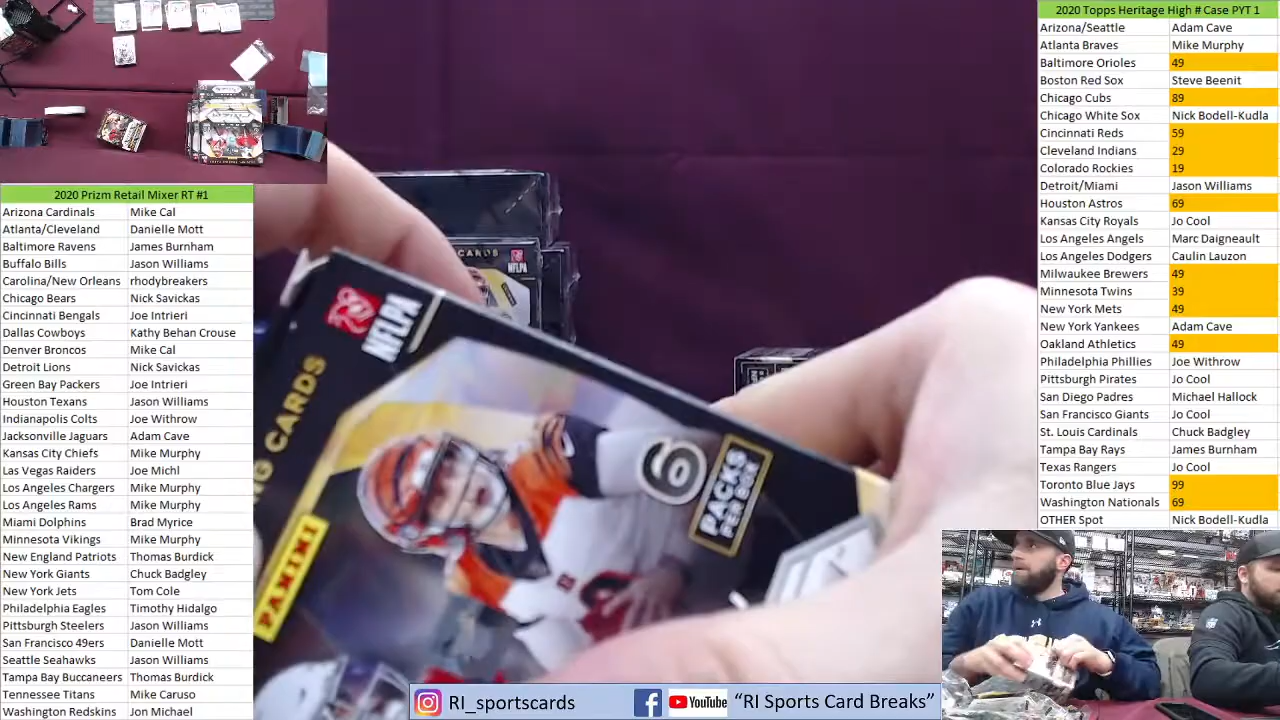 2020 Prizm Retail Mixer RT #1
Arizona Cardinals Mike Cal
Atlanta/Cleveland Danielle Mott
Baltimore Ravens James Burnham
Buffalo Bills Jason Williams
Carolina/New Orleans rhodybreakers
Chicago Bears Nick Savickas
Cincinnati Bengals Joe Intrieri
Dallas Cowboys Kathy Behan Crouse
Denver Broncos Mike Cal
Detroit Lions Nick Savickas
Green Bay Packers Joe Intrieri
Houston Texans Jason Williams
Indianapolis Colts Joe Withrow
Jacksonville Jaguars Adam Cave
Kansas City Chiefs Mike Murphy
Las Vegas Raiders Joe Michl
Los Angeles Chargers Mike Murphy
Los Angeles Rams Mike Murphy
Miami Dolphins Brad Myrice
Minnesota Vikings Mike Murphy
New England Patriots Thomas Burdick
New York Giants Chuck Badgley
New York Jets Tom Cole
Philadelphia Eagles Timothy Hidalgo
Pittsburgh Steelers Jason Williams
San Francisco 49ers Danielle Mott
Seattle Seahawks Jason Williams
Tampa Bay Buccaneers Thomas Burdick
Tennessee Titans Mike Caruso
Washington Redskins Jon Michael
CARDS
NFLPA
NFLPA
CARDS
PANINI
6
PACKS
PER BOX
2020 Topps Heritage High # Case PYT 1
Arizona/Seattle Adam Cave
Atlanta Braves Mike Murphy
Baltimore Orioles 49
Boston Red Sox Steve Beenit
Chicago Cubs 89
Chicago White Sox Nick Bodell-Kudla
Cincinnati Reds 59
Cleveland Indians 29
Colorado Rockies 19
Detroit/Miami Jason Williams
Houston Astros 69
Kansas City Royals Jo Cool
Los Angeles Angels Marc Daigneault
Los Angeles Dodgers Caulin Lauzon
Milwaukee Brewers 49
Minnesota Twins 39
New York Mets 49
New York Yankees Adam Cave
Oakland Athletics 49
Philadelphia Phillies Joe Withrow
Pittsburgh Pirates Jo Cool
San Diego Padres Michael Hallock
San Francisco Giants Jo Cool
St. Louis Cardinals Chuck Badgley
Tampa Bay Rays James Burnham
Texas Rangers Jo Cool
Toronto Blue Jays 99
Washington Nationals 69
OTHER Spot Nick Bodell-Kudla
RI_sportscards YouTube "RI Sports Card Breaks"